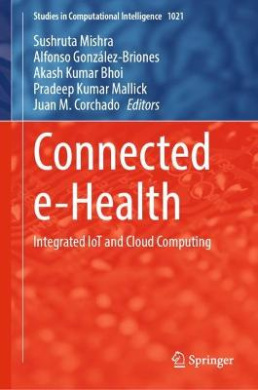 Studies in Computational Intelligence 1021
Sushruta Mishra
Alfonso González-Briones
Akash Kumar Bhoi
Pradeep Kumar Mallick
Juan M. Corchado Editors
Connected
e-Health
Integrated IoT and Cloud Computing
Springer